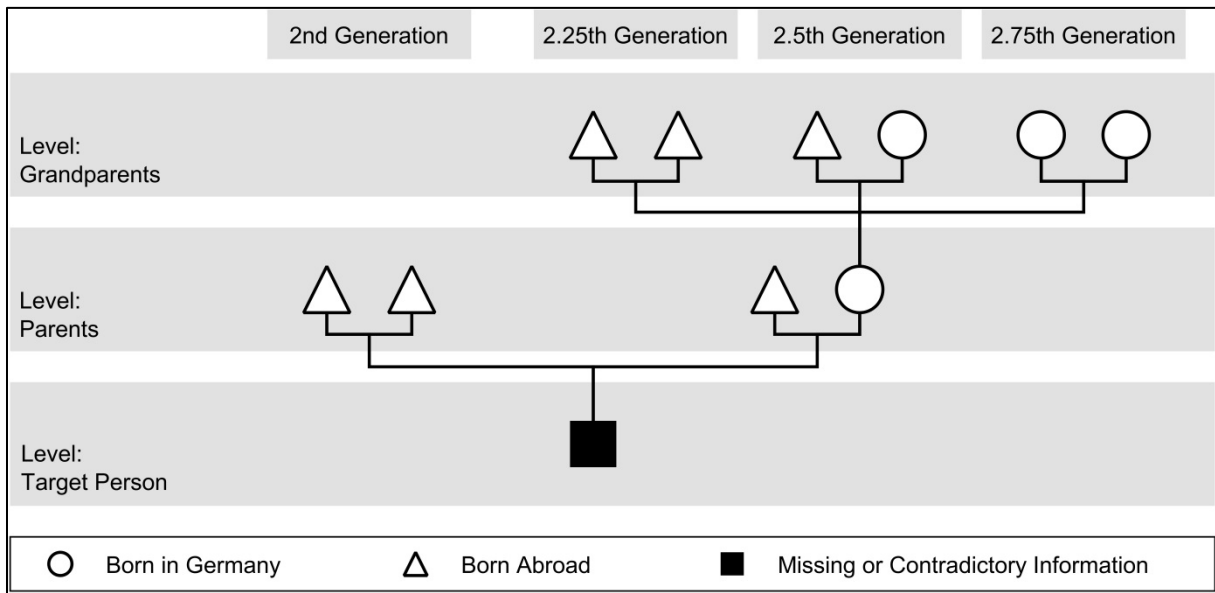 2nd Generation
2.25th Generation
2.5th Generation
2.75th Generation
Level:
Grandparents
Level:
Parents
Level:
Target Person
Born in Germany
Born Abroad
Missing or Contradictory Information